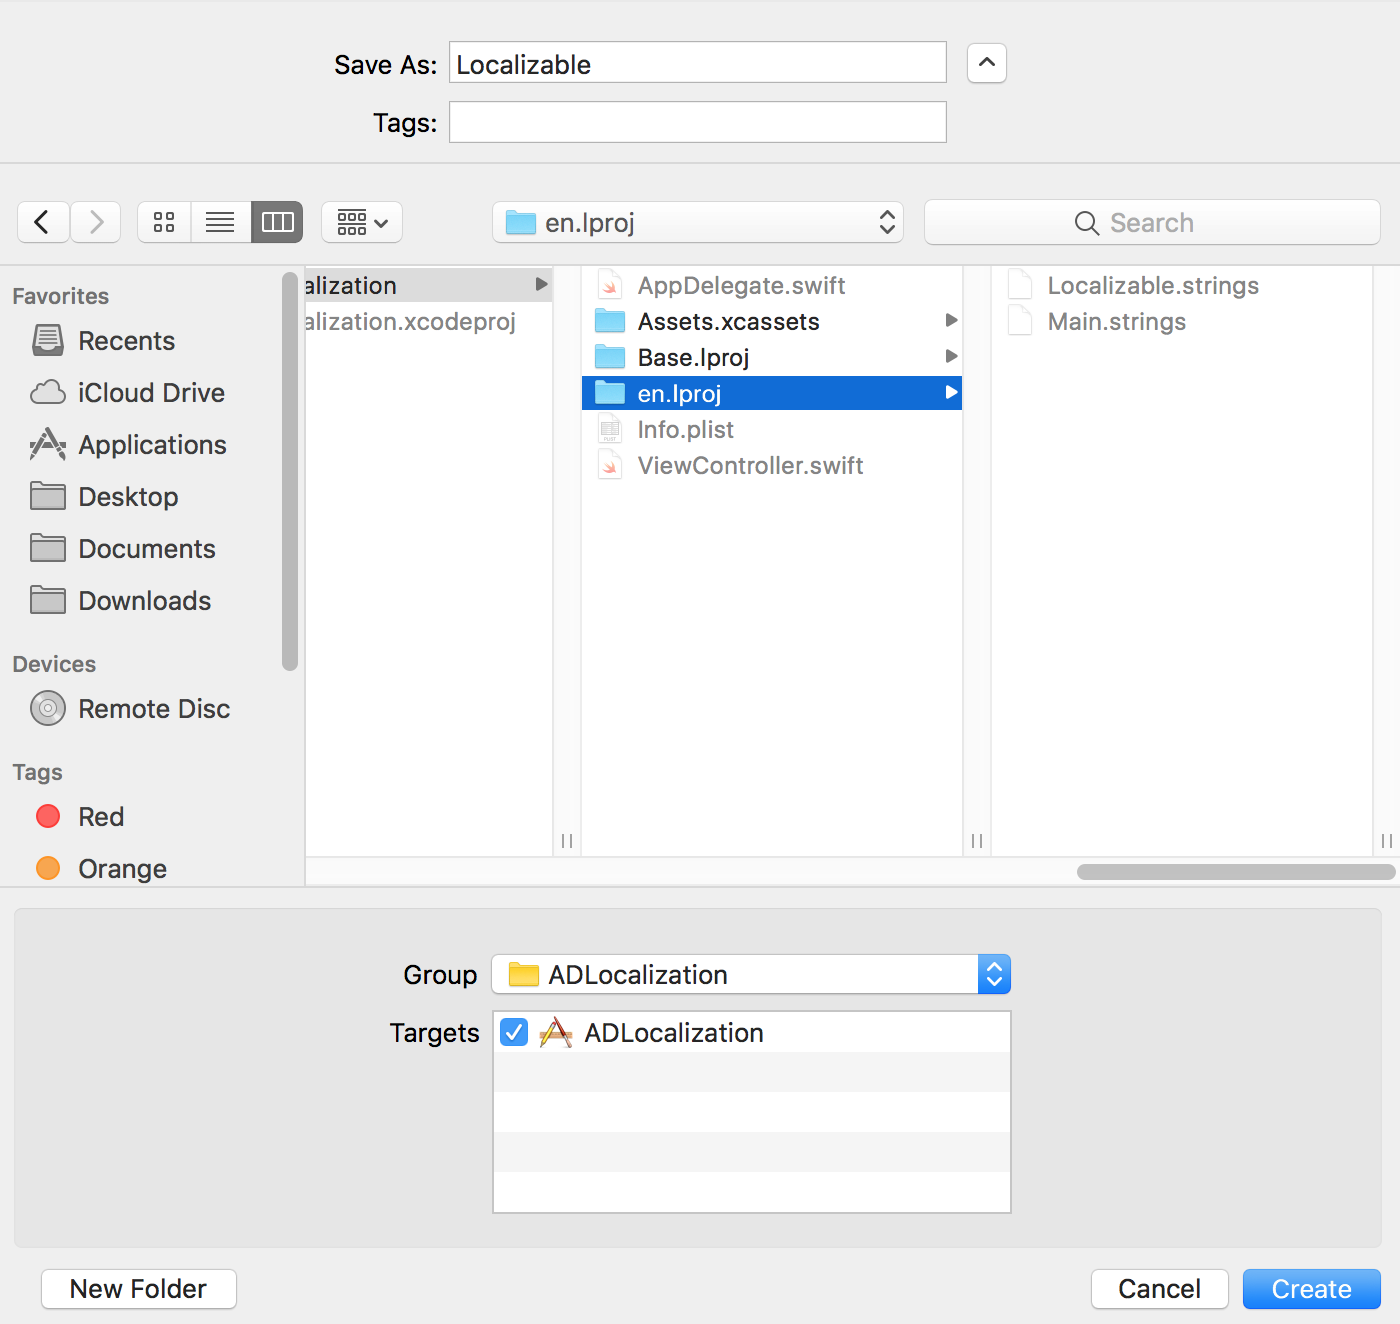 Save As: Localizable
Tags:
en.lproj
Search
Favorites
Recents
iCloud Drive
Applications
Desktop
Documents
Downloads
Devices
Remote Disc
Tags
Red
Orange
alization
alization.xcodeproj
AppDelegate.swift
Assets.xcassets
Base.lproj
en.lproj
Info.plist
ViewController.swift
Localizable.strings
Main.strings
Group ADLocalization
Targets ADLocalization
New Folder
Cancel
Create